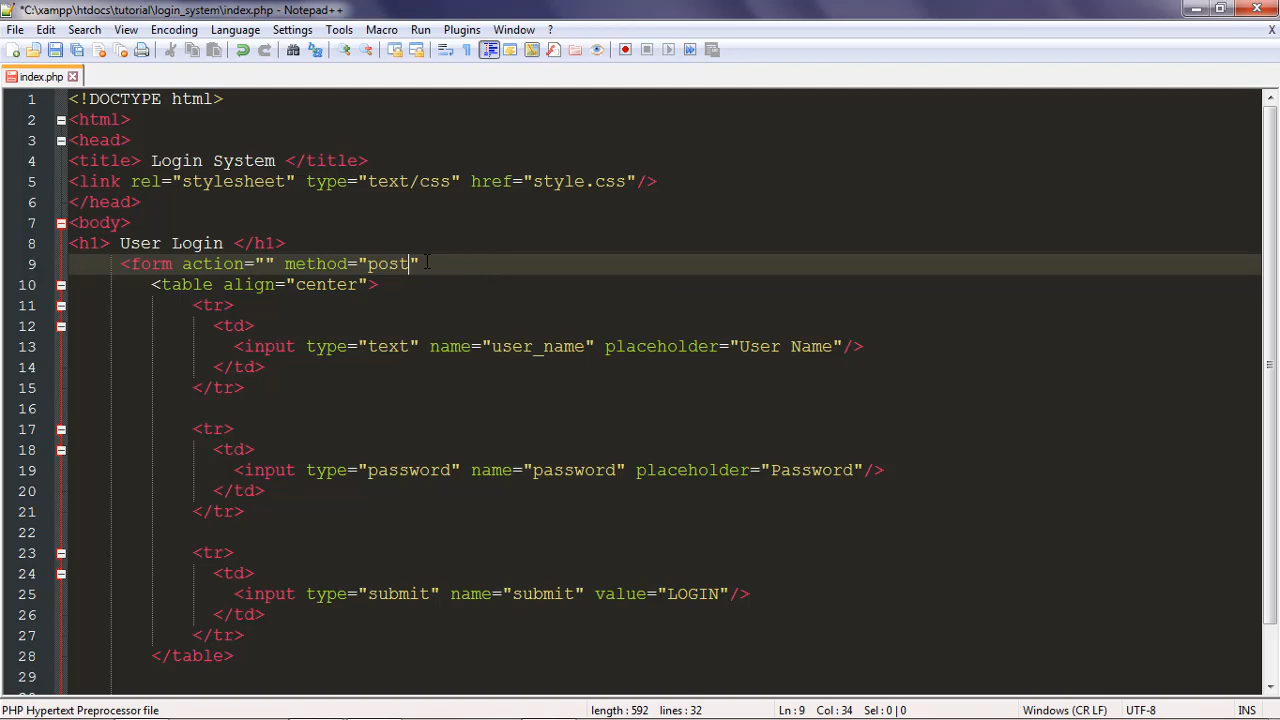 *C:\xampp\htdocs\tutorial\login_system\index.php - Notepad++
File Edit Search View Encoding Language Settings Tools Macro Run Plugins Window ? X
index.php
1 <!DOCTYPE html>
2 <html>
3 <head>
4 <title> Login System </title>
5 <link rel="stylesheet" type="text/css" href="style.css"/>
6 </head>
7 <body>
8 <h1> User Login </h1>
9 <form action="" method="post"
10 <table align="center">
11 <tr>
12 <td>
13 <input type="text" name="user_name" placeholder="User Name"/>
14 </td>
15 </tr>
16
17 <tr>
18 <td>
19 <input type="password" name="password" placeholder="Password"/>
20 </td>
21 </tr>
22
23 <tr>
24 <td>
25 <input type="submit" name="submit" value="LOGIN"/>
26 </td>
27 </tr>
28 </table>
29
PHP Hypertext Preprocessor file length : 592 lines : 32 Ln : 9 Col : 34 Sel : 0 | 0 Windows (CR LF) UTF-8 INS